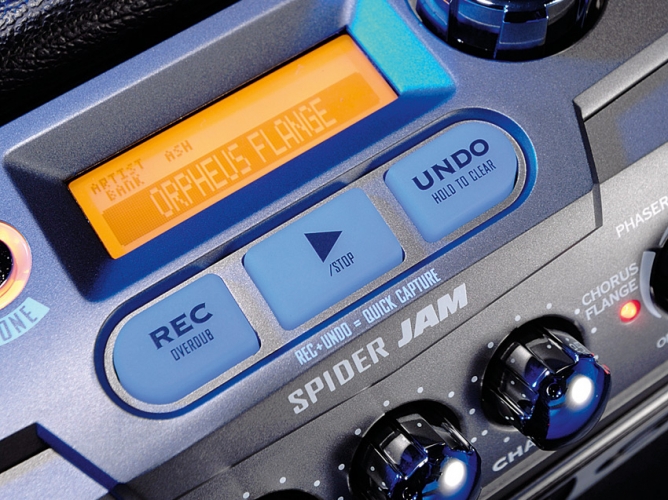 ARTIST ASH
BANK
ORPHEUS FLANGE
UNDO
HOLD TO CLEAR
/STOP
REC
OVERDUB
REC+UNDO = QUICK CAPTURE
SPIDER JAM
PHASER
CHORUS
FLANGE